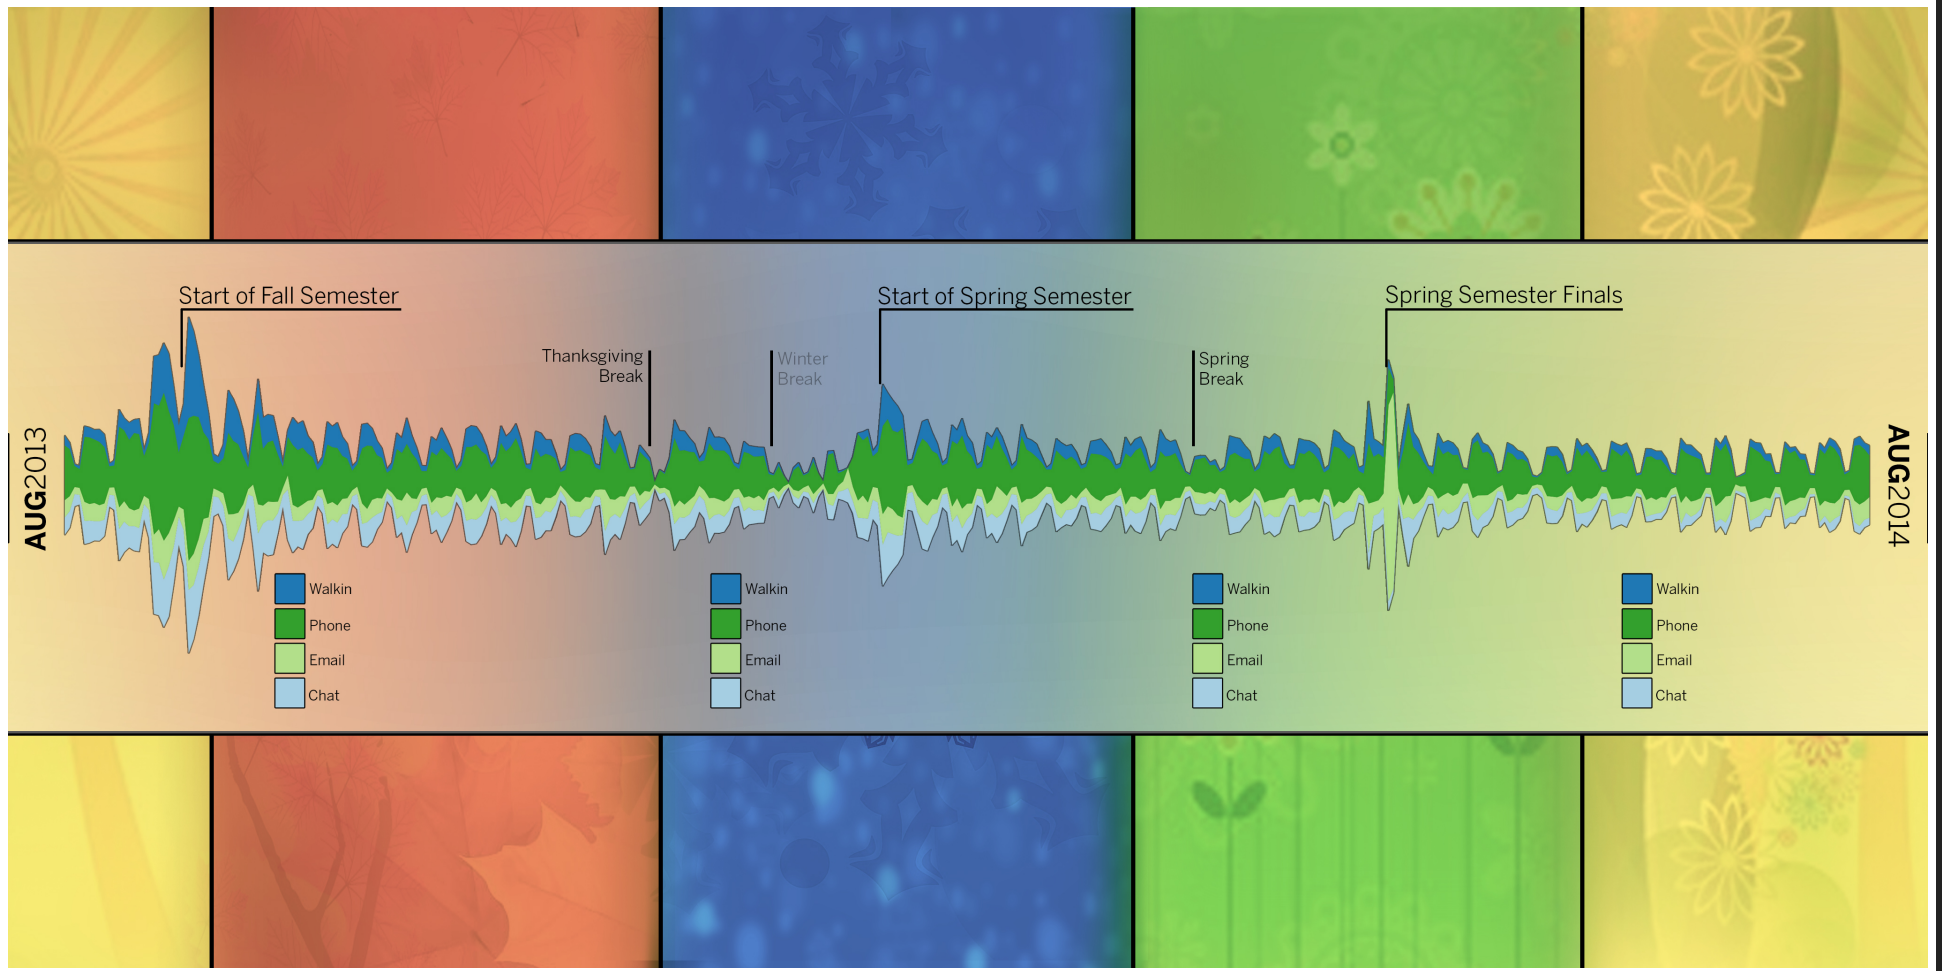 Start of Fall Semester
Start of Spring Semester
Spring Semester Finals
Thanksgiving
Break
Winter
Break
Spring
Break
AUG2013
AUG2014
Walkin
Phone
Email
Chat
Walkin
Phone
Email
Chat
Walkin
Phone
Email
Chat
Walkin
Phone
Email
Chat